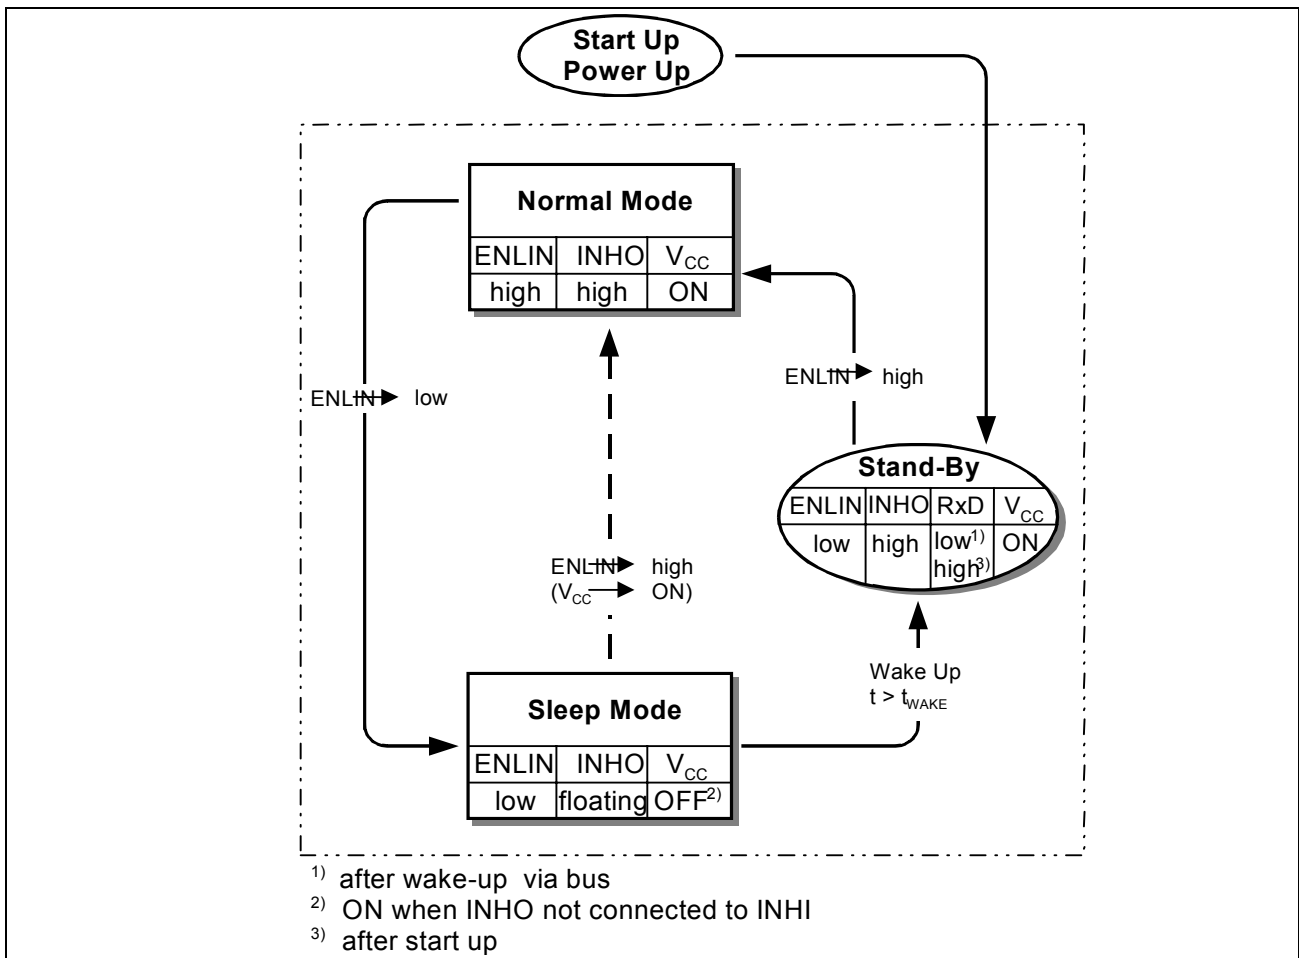 Start Up
Power Up
Normal Mode
ENLIN INHO VCC
high high ON
ENLIN low
ENLIN high
Stand-By
ENLIN INHO RxD VCC
low high low1) ON
high3)
ENLIN high
(VCC ON)
Wake Up
t > tWAKE
Sleep Mode
ENLIN INHO VCC
low floating OFF2)
1) after wake-up via bus
2) ON when INHO not connected to INHI
3) after start up